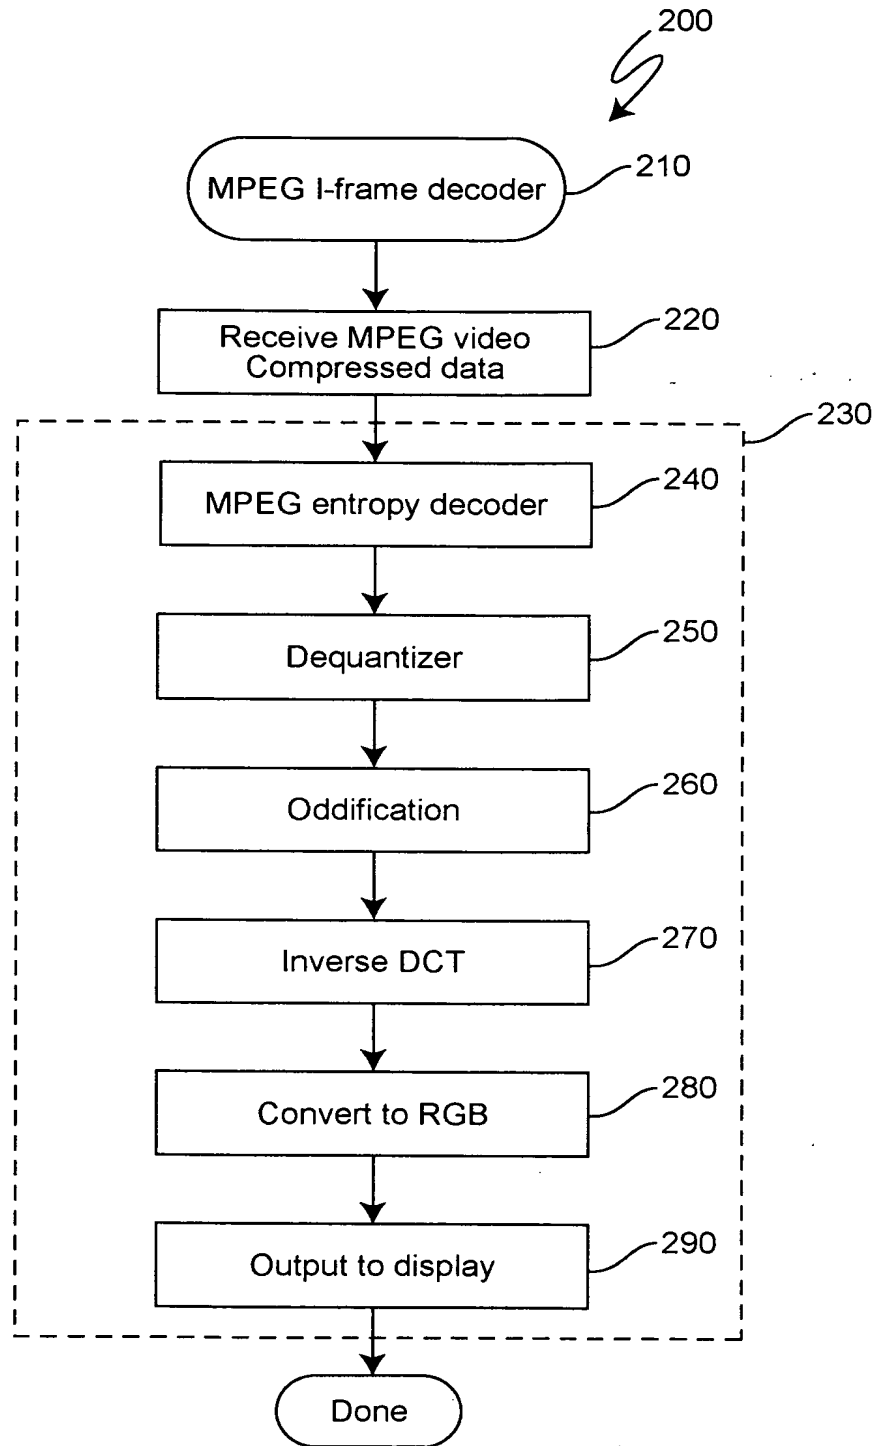 200
MPEG I-frame decoder
210
Receive MPEG video
Compressed data
220
230
MPEG entropy decoder
240
Dequantizer
250
Oddification
260
Inverse DCT
270
Convert to RGB
280
Output to display
290
Done